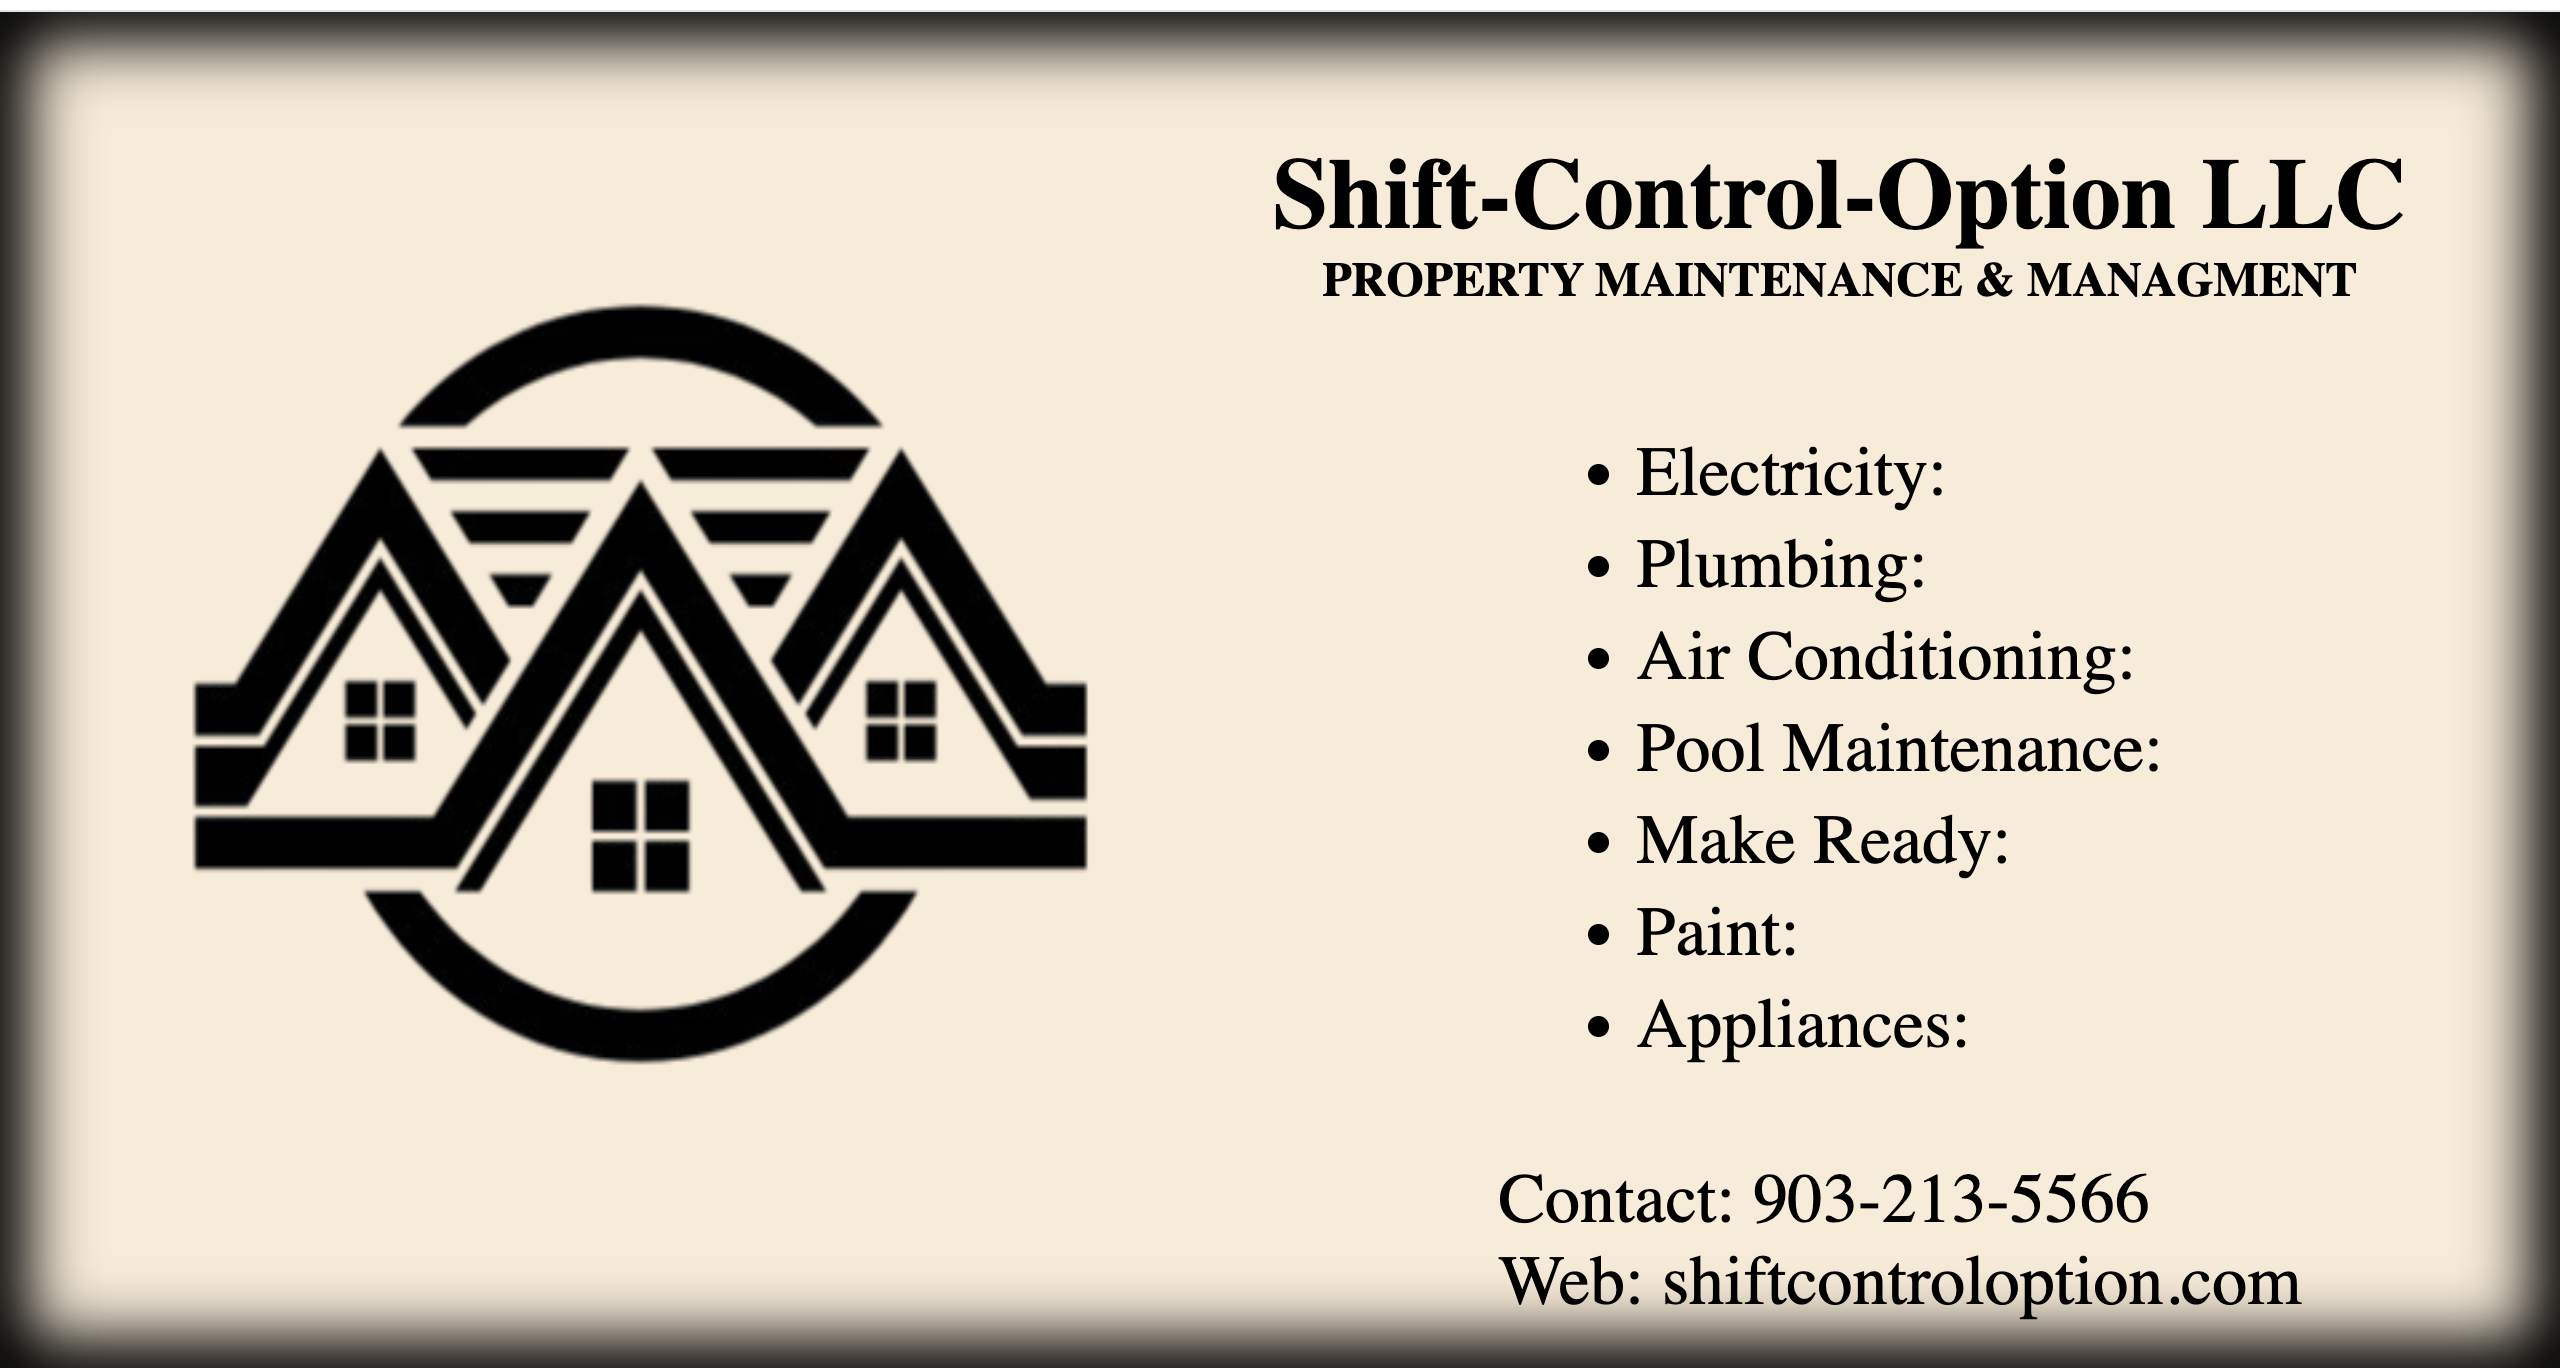 Shift-Control-Option LLC
PROPERTY MAINTENANCE & MANAGMENT
• Electricity:
• Plumbing:
• Air Conditioning:
• Pool Maintenance:
• Make Ready:
• Paint:
• Appliances:
Contact: 903-213-5566
Web: shiftcontroloption.com